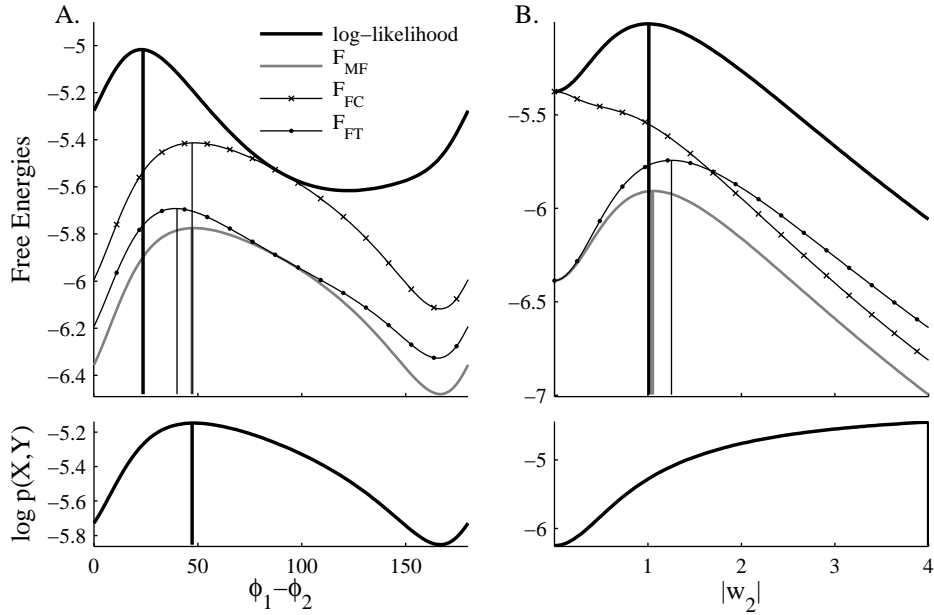 A.
B.
log−likelihood
F_MF
F_FC
F_FT
Free Energies
−5
−5.2
−5.4
−5.6
−5.8
−6
−6.2
−6.4
−5.5
−6
−6.5
−7
log p(X,Y)
−5.2
−5.4
−5.6
−5.8
0
50
100
150
ϕ_1−ϕ_2
−5
−6
1
2
3
4
|w_2|